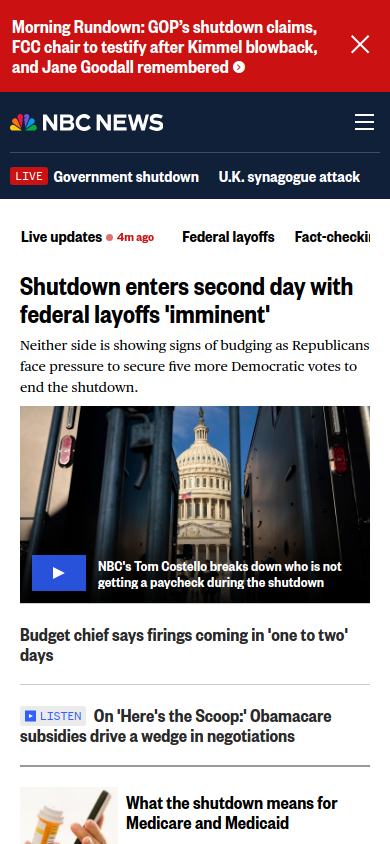 Morning Rundown: GOP's shutdown claims,
FCC chair to testify after Kimmel blowback,
and Jane Goodall remembered
NBC NEWS
LIVE Government shutdown U.K. synagogue attack
Live updates 4m ago Federal layoffs Fact-checkin
Shutdown enters second day with
federal layoffs 'imminent'
Neither side is showing signs of budging as Republicans
face pressure to secure five more Democratic votes to
end the shutdown.
NBC's Tom Costello breaks down who is not
getting a paycheck during the shutdown
Budget chief says firings coming in 'one to two'
days
LISTEN On 'Here's the Scoop:' Obamacare
subsidies drive a wedge in negotiations
What the shutdown means for
Medicare and Medicaid